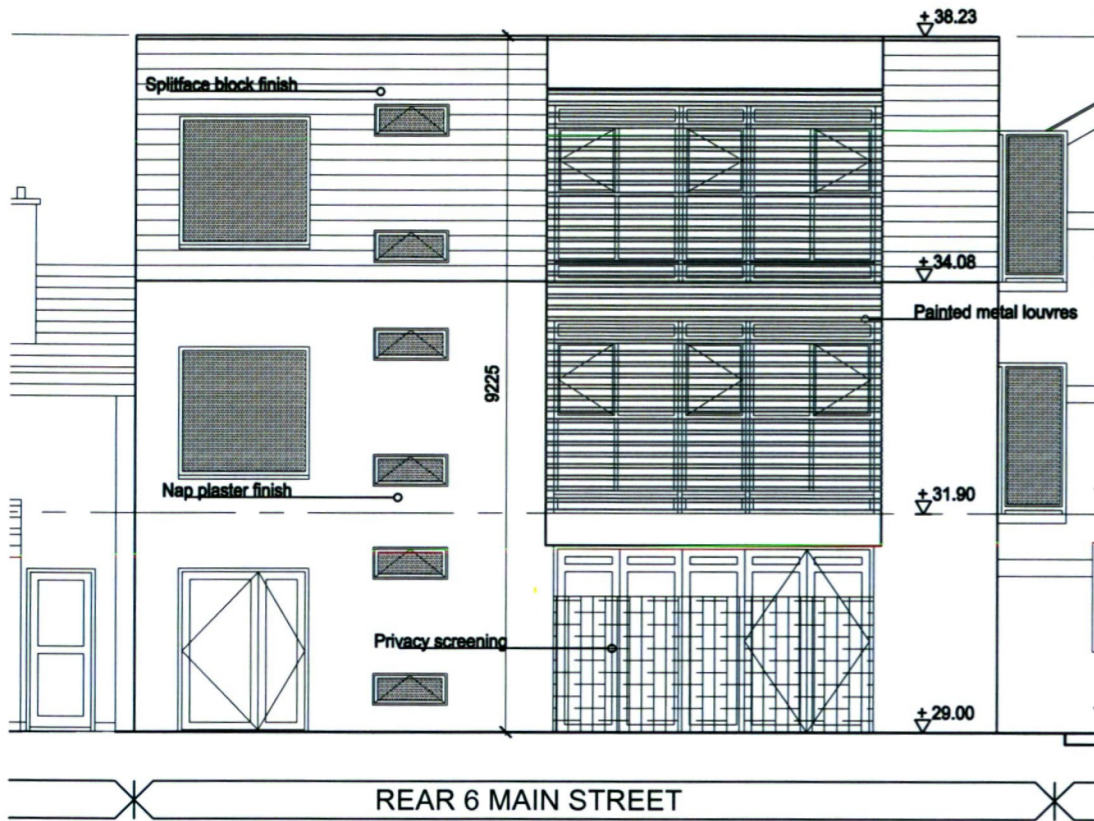 + 38.23
Splitface block finish
+ 34.08
Painted metal louvres
9225
Nap plaster finish
+ 31.90
Privacy screening
+ 29.00
REAR 6 MAIN STREET